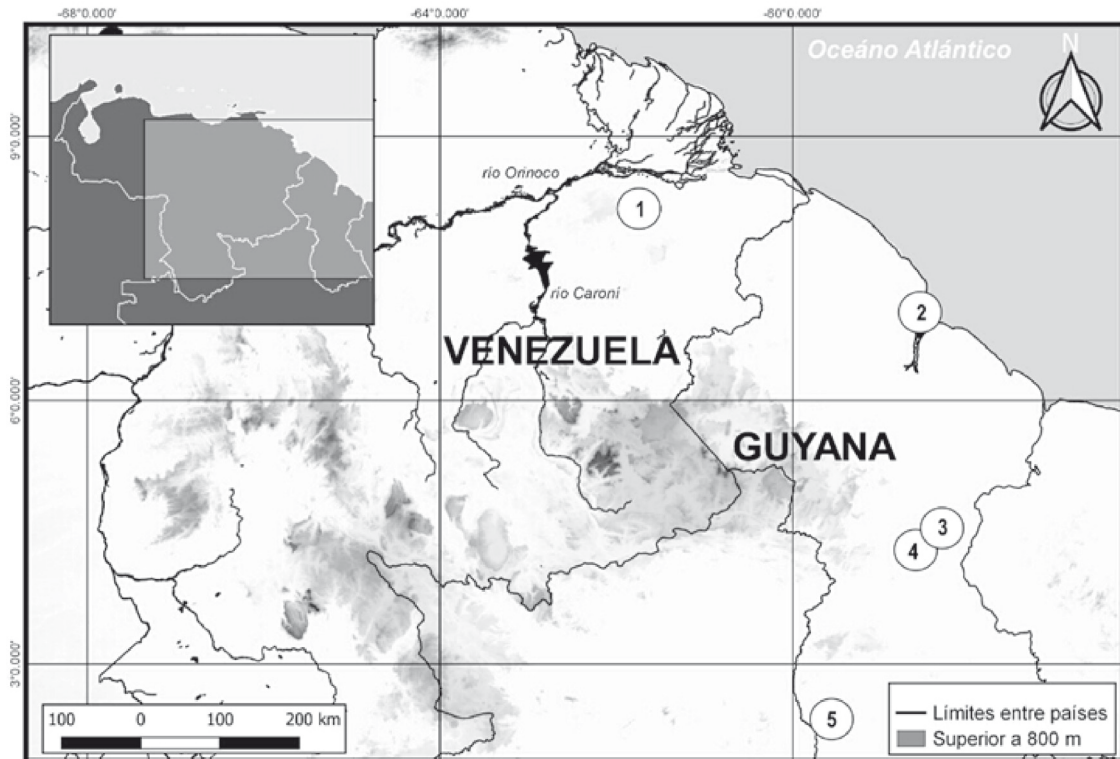 -68°0.000'
-64°0.000'
-60°0.000'
Oceáno Atlántico
N
9°0.000'
río Orinoco
1
río Caroní
2
VENEZUELA
6°0.000'
GUYANA
3
4
3°0.000'
5
100 0 100 200 km
Límites entre países
Superior a 800 m